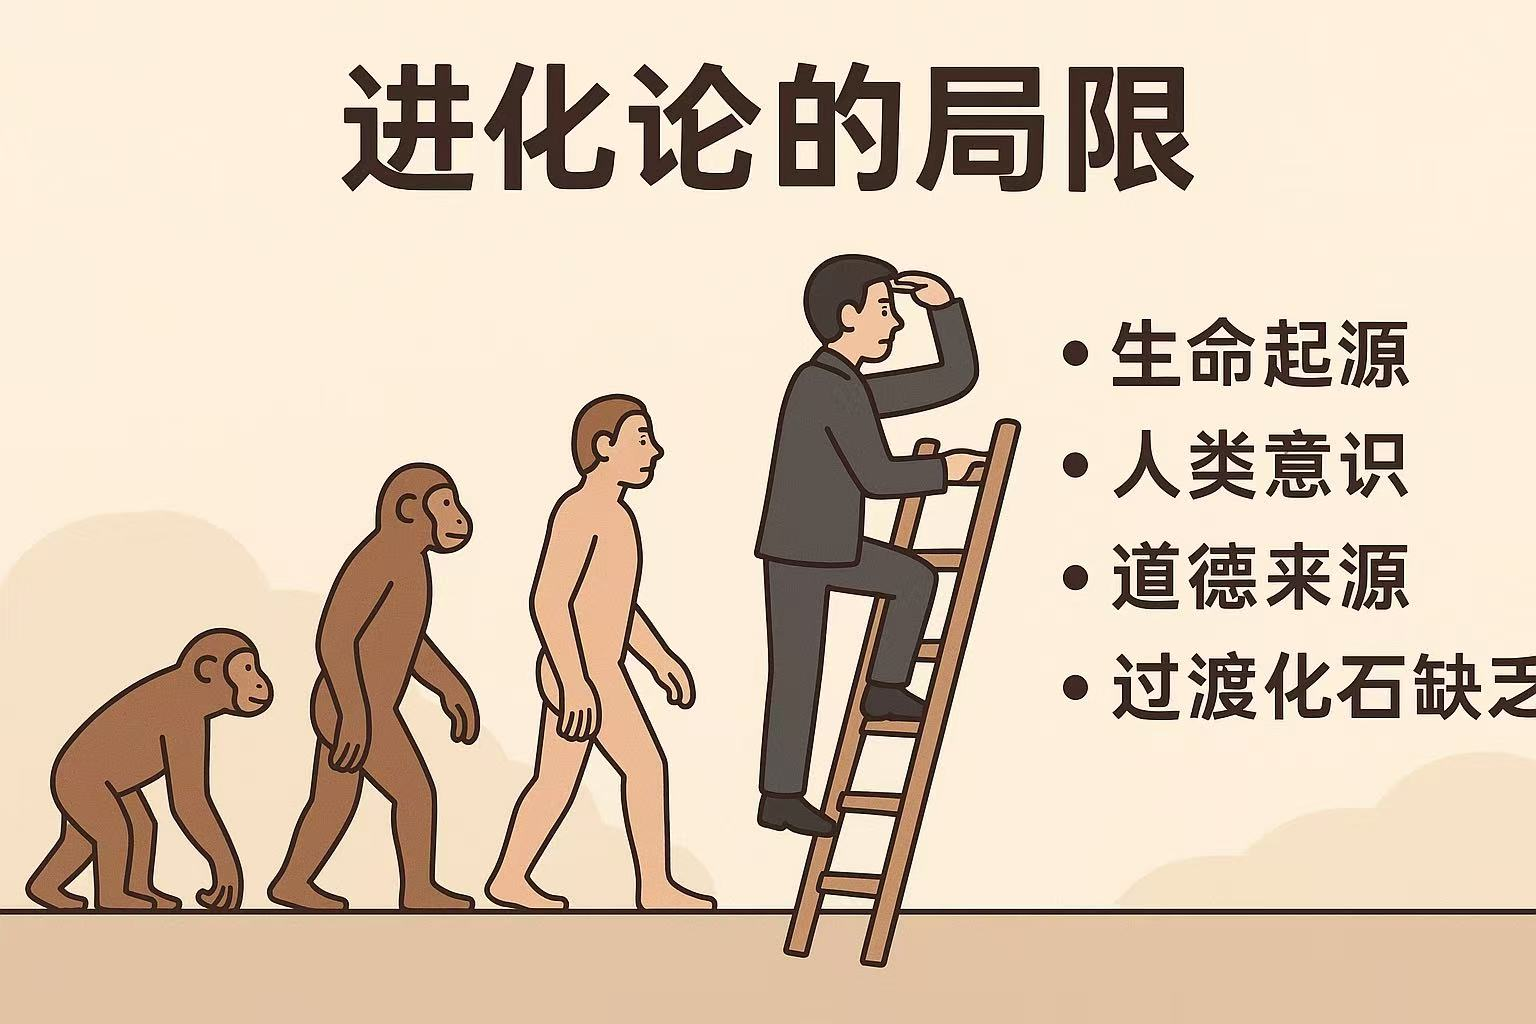 进化论的局限
• 生命起源
• 人类意识
• 道德来源
• 过渡化石缺乏